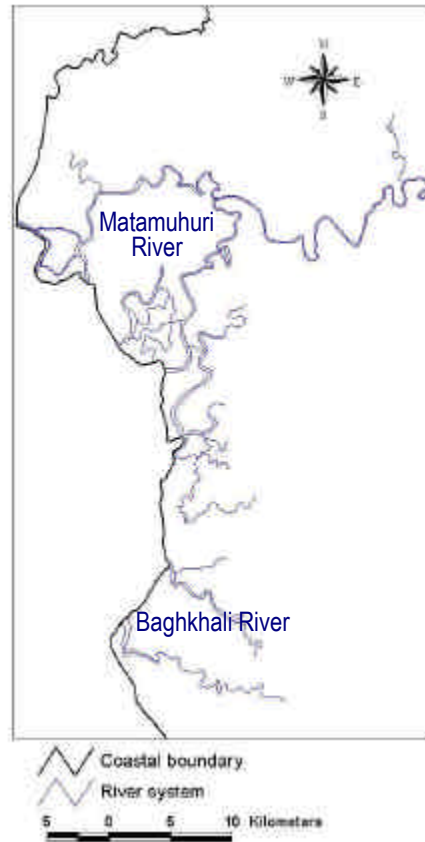 N
W E
S
Matamuhuri
River
Baghkhali River
Coastal boundary
River system
5 0 5 10 Kilometers